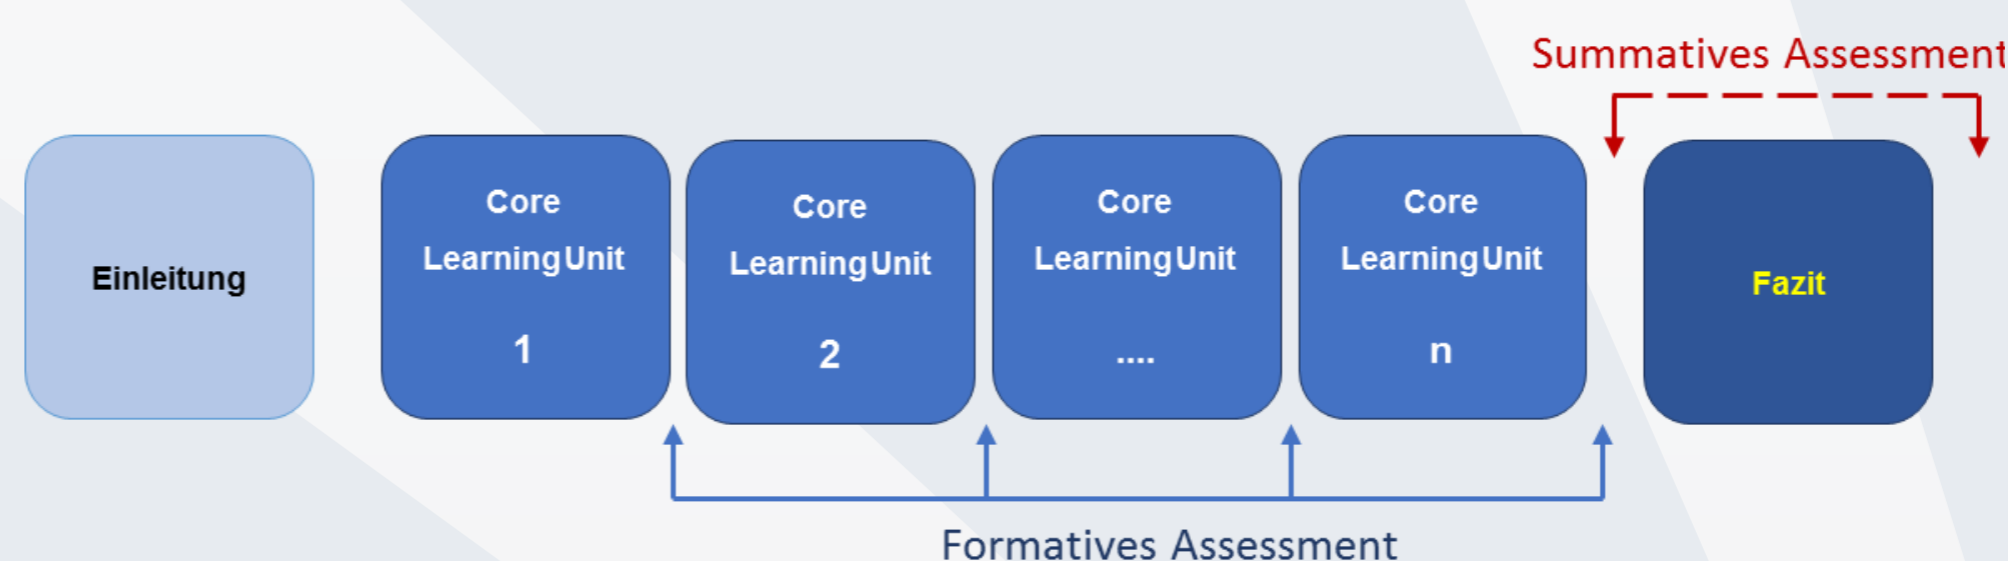 Summatives Assessment
Einleitung
Core
Learning Unit
1
Core
Learning Unit
2
Core
Learning Unit
....
Core
Learning Unit
n
Fazit
Formatives Assessment